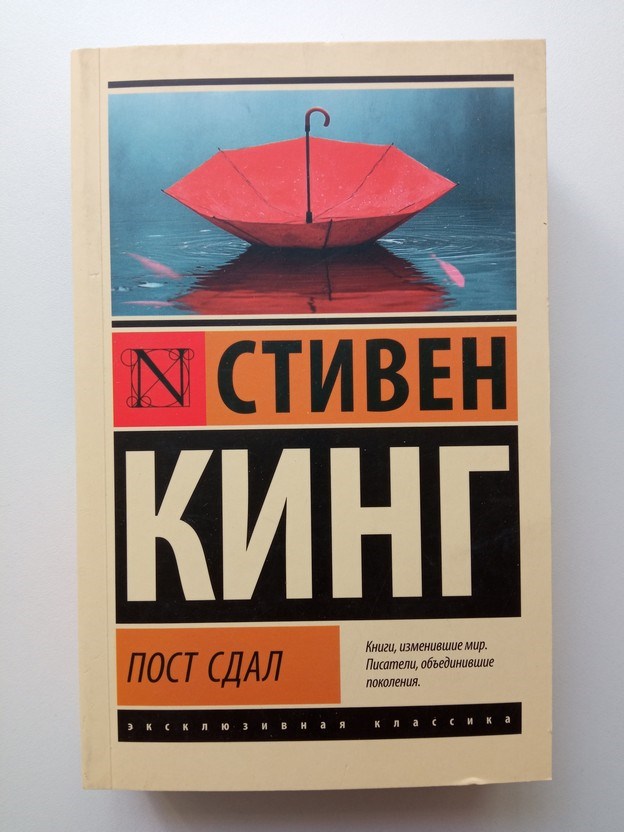 N
СТИВЕН
КИНГ
ПОСТ СДАЛ
Книги, изменившие мир.
Писатели, объединившие
поколения.
эксклюзивная классика